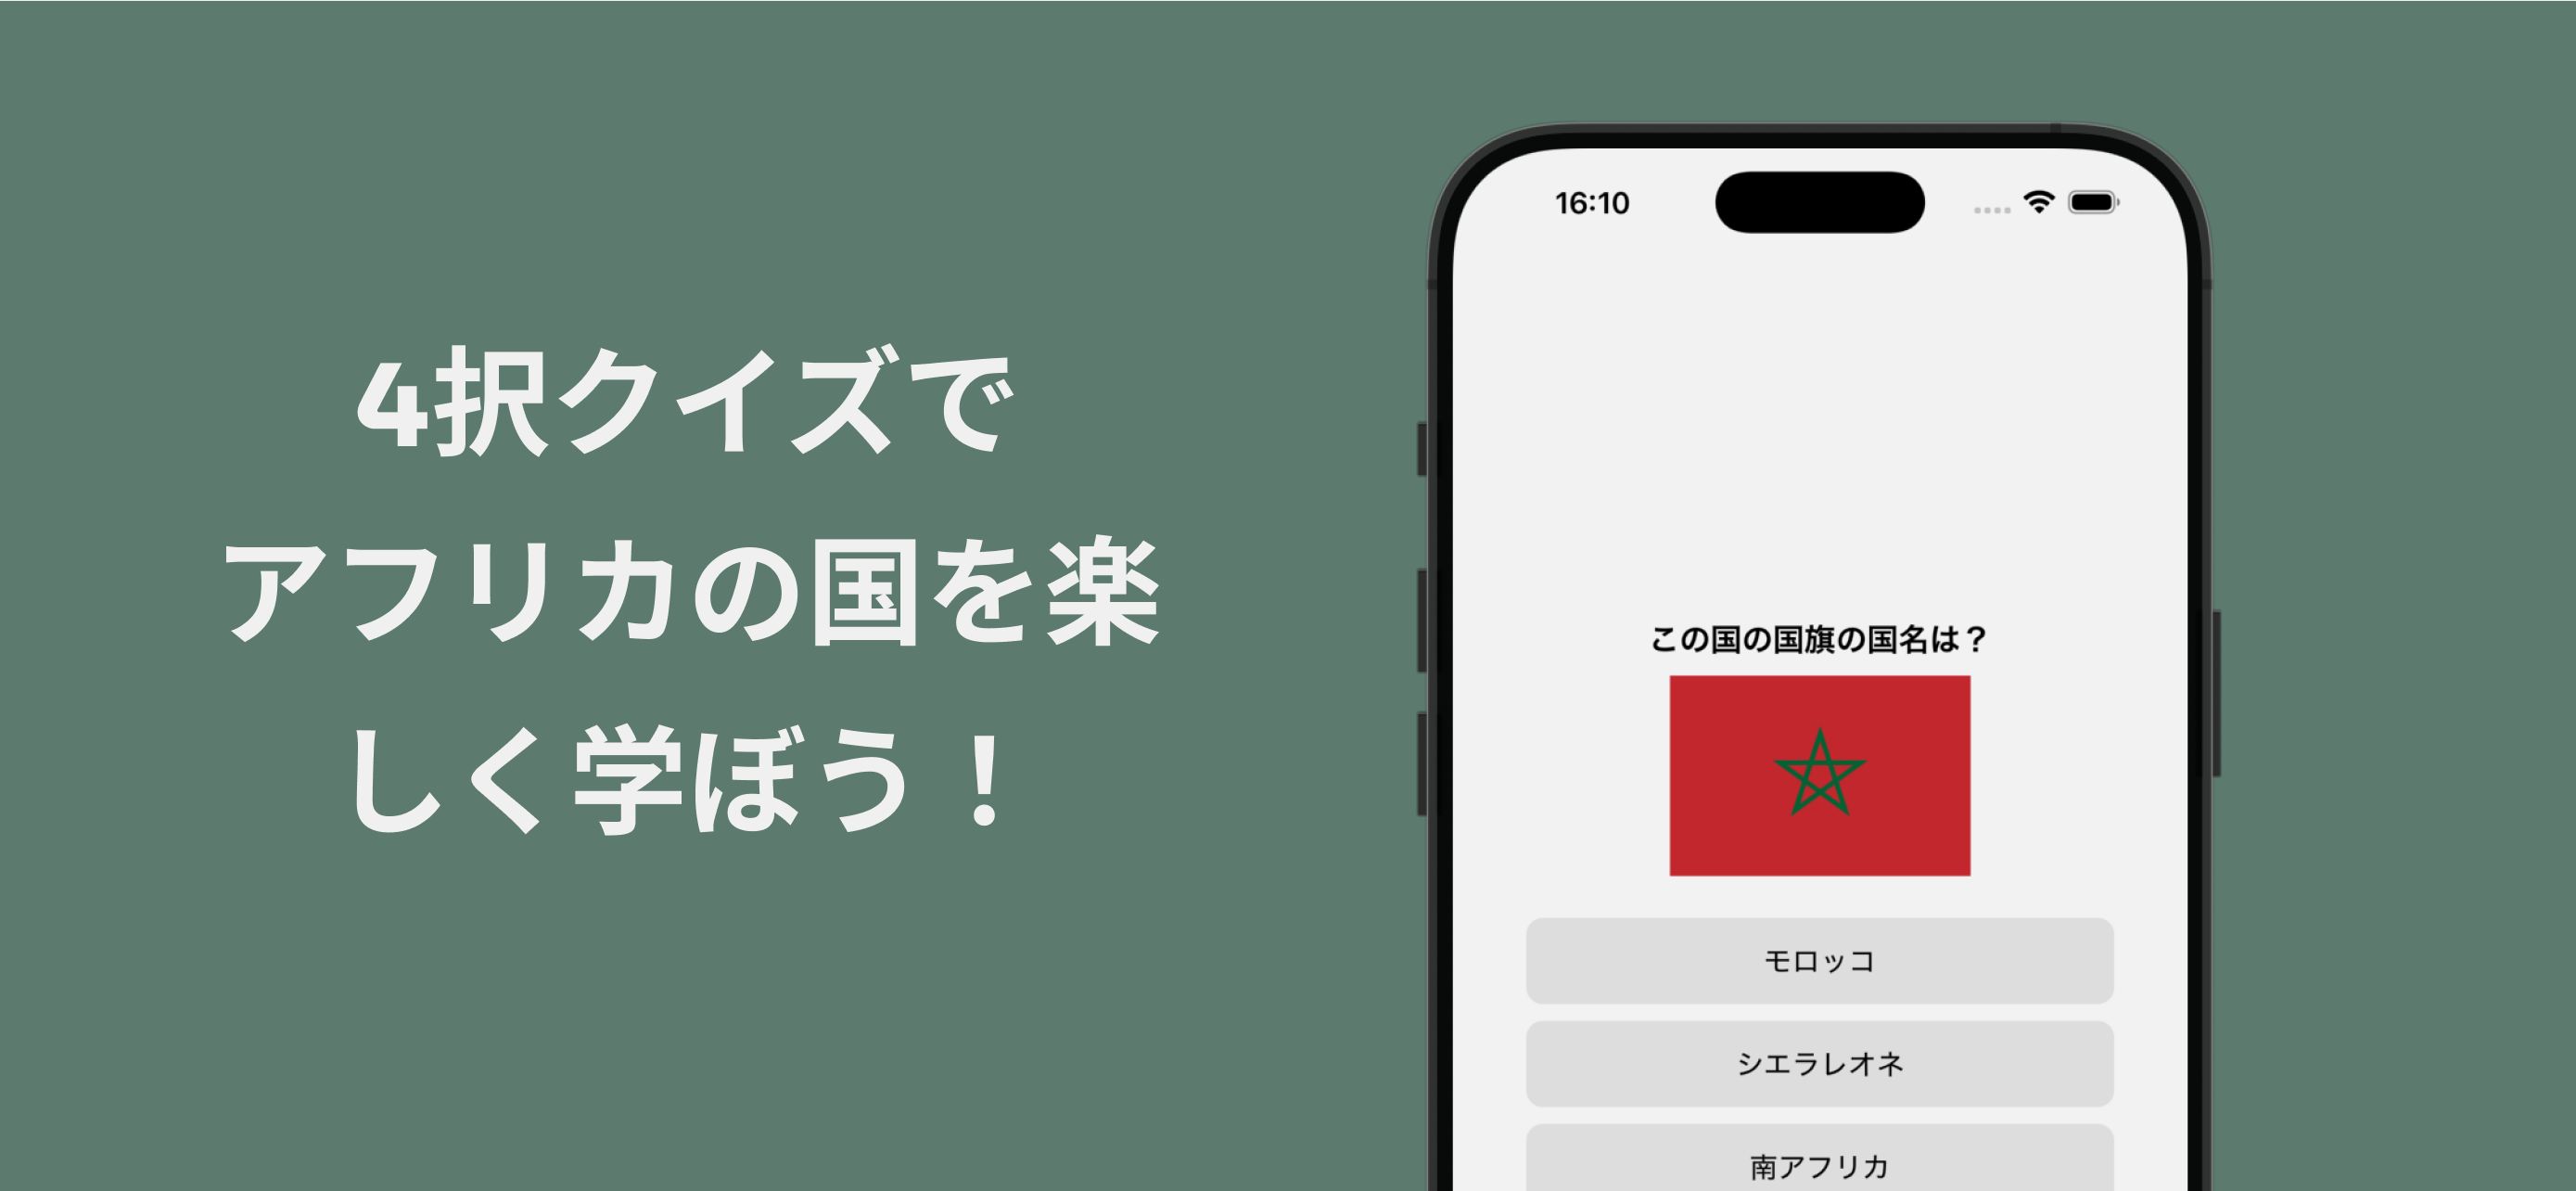 4択クイズで
アフリカの国を楽
しく学ぼう！
16:10
この国の国旗の国名は？
モロッコ
シエラレオネ
南アフリカ